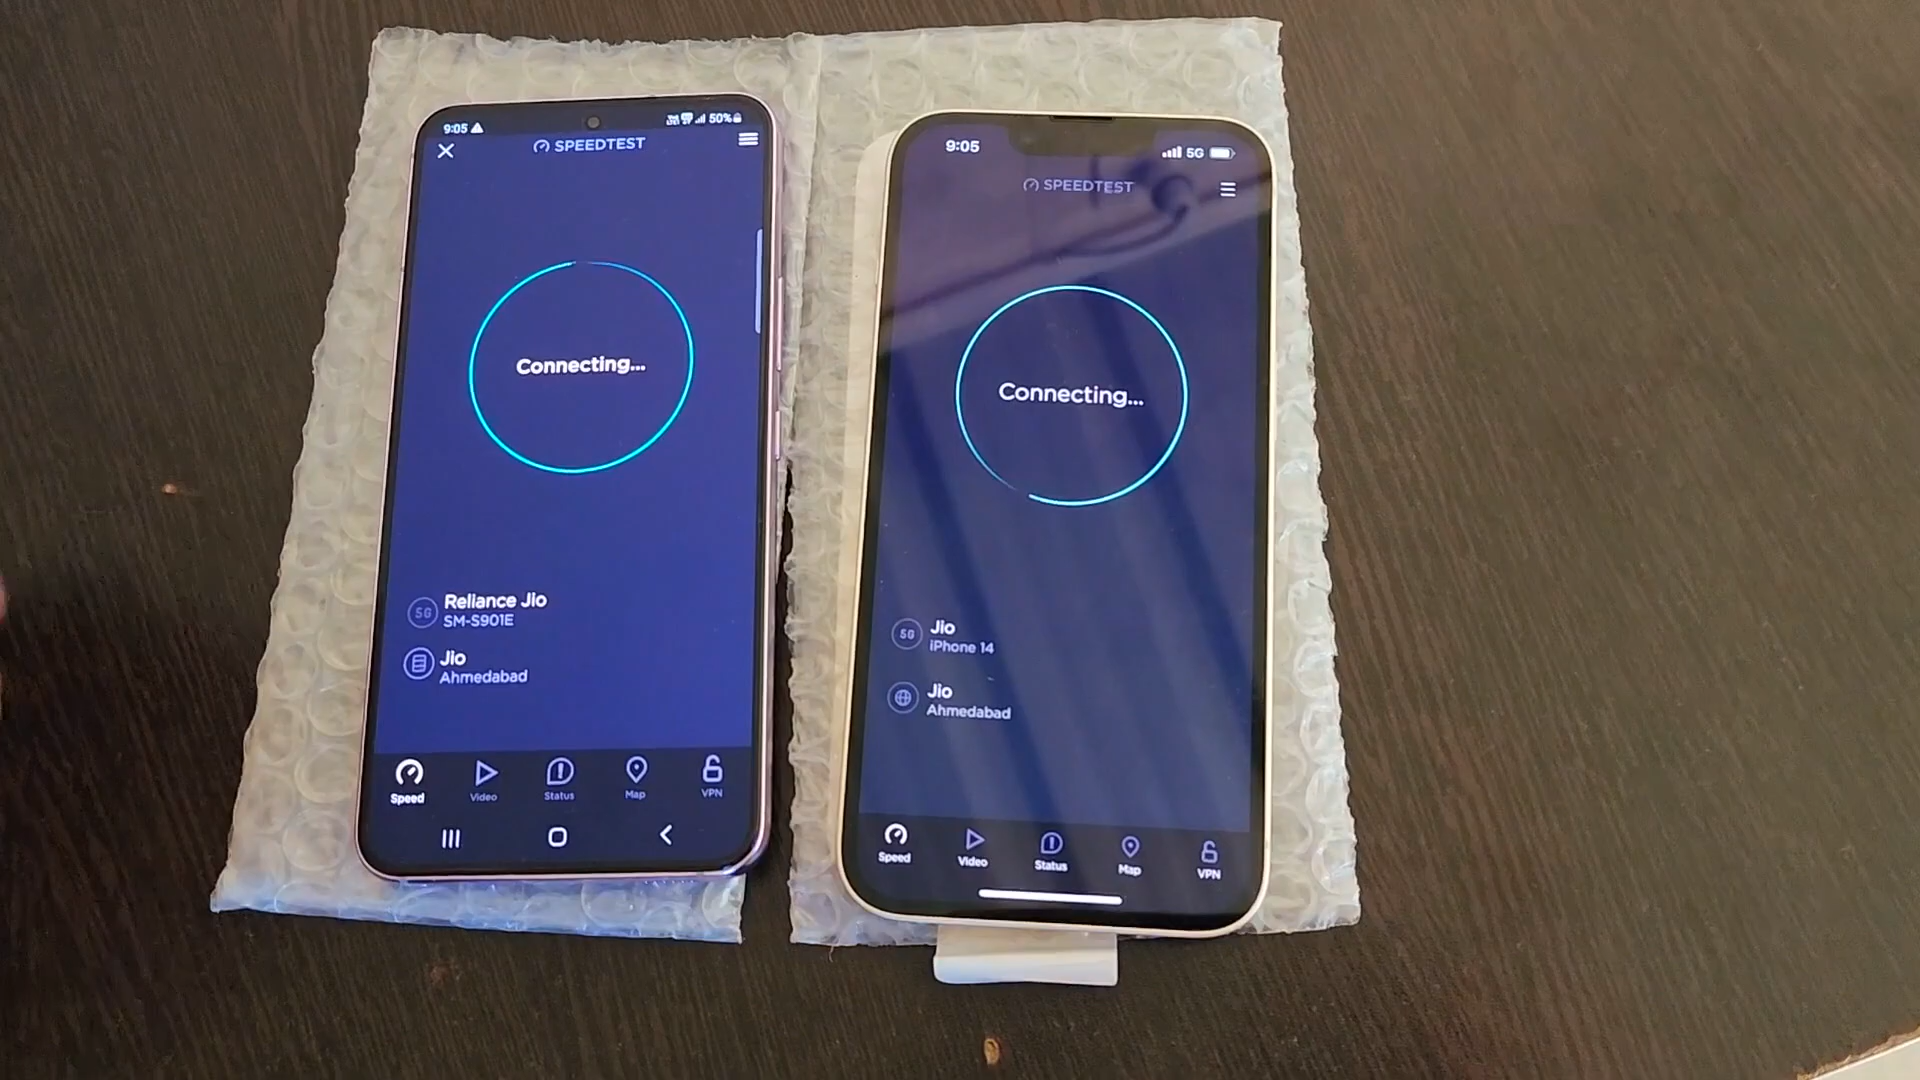 9:05
50%
SPEEDTEST
Connecting...
5G
Reliance Jio
SM-S901E
Jio
Ahmedabad
Speed
Video
Status
Map
VPN
9:05
5G
SPEEDTEST
Connecting...
5G
Jio
iPhone 14
Jio
Ahmedabad
Speed
Video
Status
Map
VPN